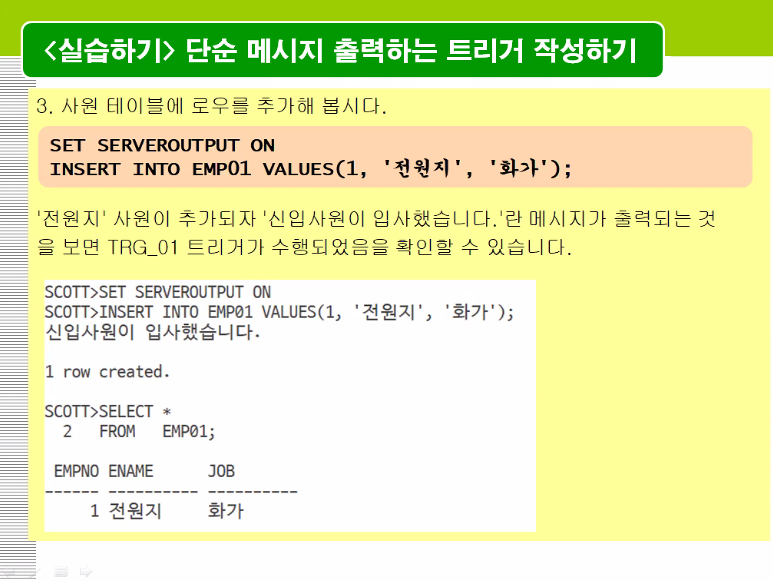 <실습하기> 단순 메시지 출력하는 트리거 작성하기
3. 사원 테이블에 로우를 추가해 봅시다.
SET SERVEROUTPUT ON
INSERT INTO EMP01 VALUES(1, '전원지', '화가');
'전원지' 사원이 추가되자 '신입사원이 입사했습니다.'란 메시지가 출력되는 것
을 보면 TRG_01 트리거가 수행되었음을 확인할 수 있습니다.
SCOTT>SET SERVEROUTPUT ON
SCOTT>INSERT INTO EMP01 VALUES(1, '전원지', '화가');
신입사원이 입사했습니다.
1 row created.
SCOTT>SELECT *
2 FROM EMP01;
EMPNO ENAME JOB
------ ---------- ----------
1 전원지 화가